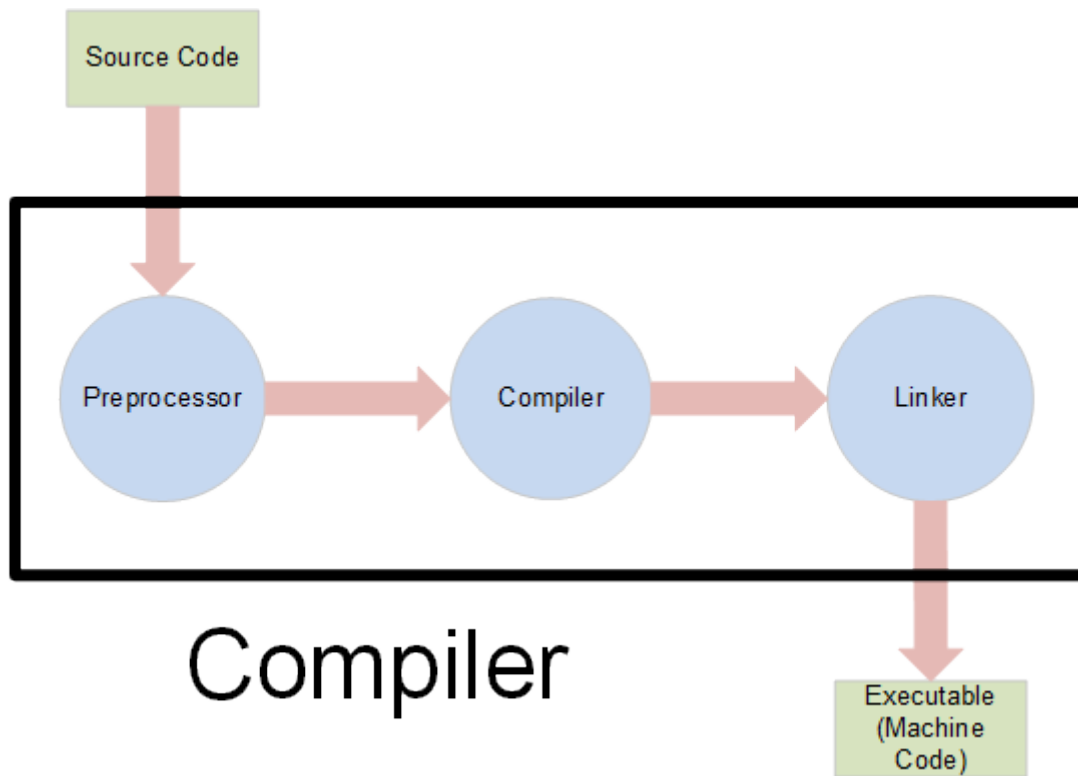 Source Code
Preprocessor
Compiler
Linker
Compiler
Executable
(Machine
Code)